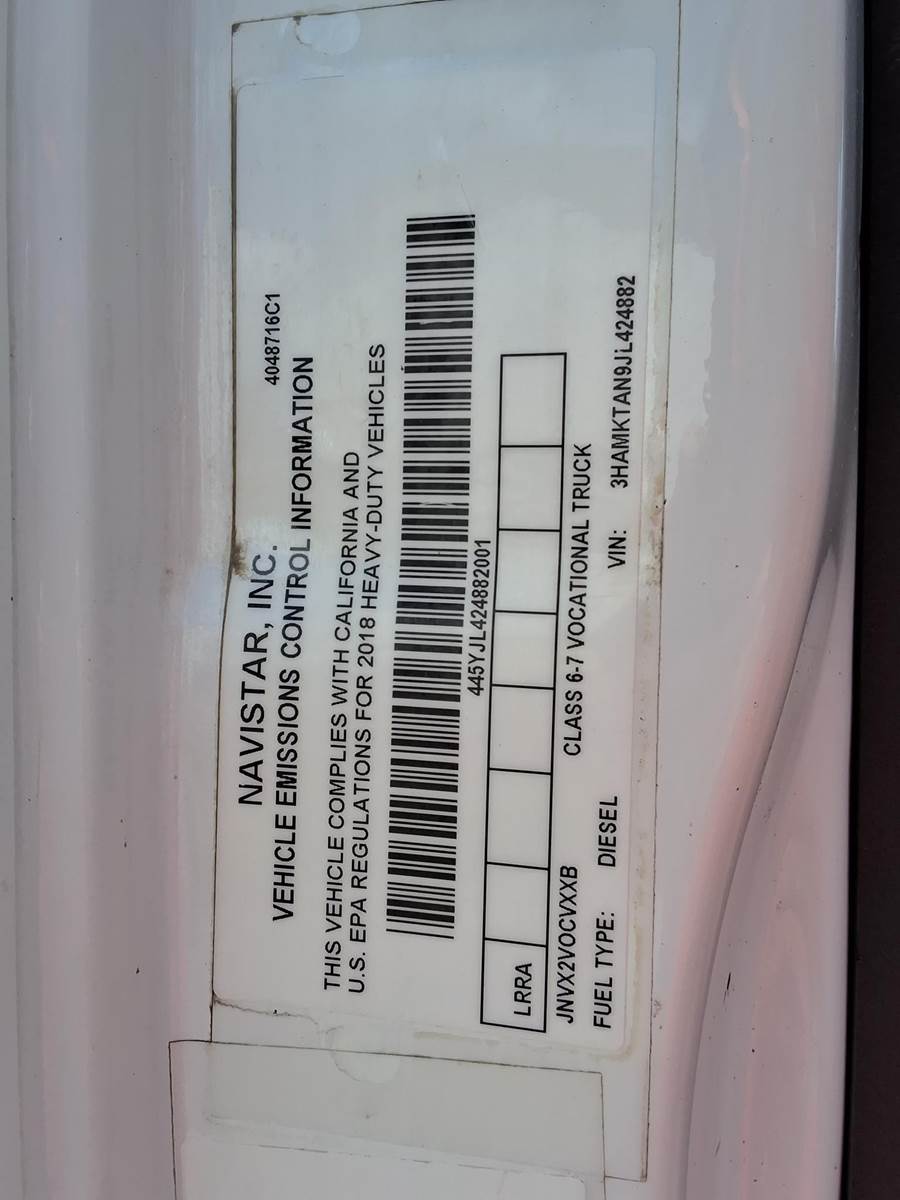 NAVISTAR, INC.
4048716C1
VEHICLE EMISSIONS CONTROL INFORMATION
THIS VEHICLE COMPLIES WITH CALIFORNIA AND
U.S. EPA REGULATIONS FOR 2018 HEAVY-DUTY VEHICLES
445YJL424882001
LRRA
JNVX2VOCVXXB CLASS 6-7 VOCATIONAL TRUCK
FUEL TYPE: DIESEL VIN: 3HAMKTAN9JL424882